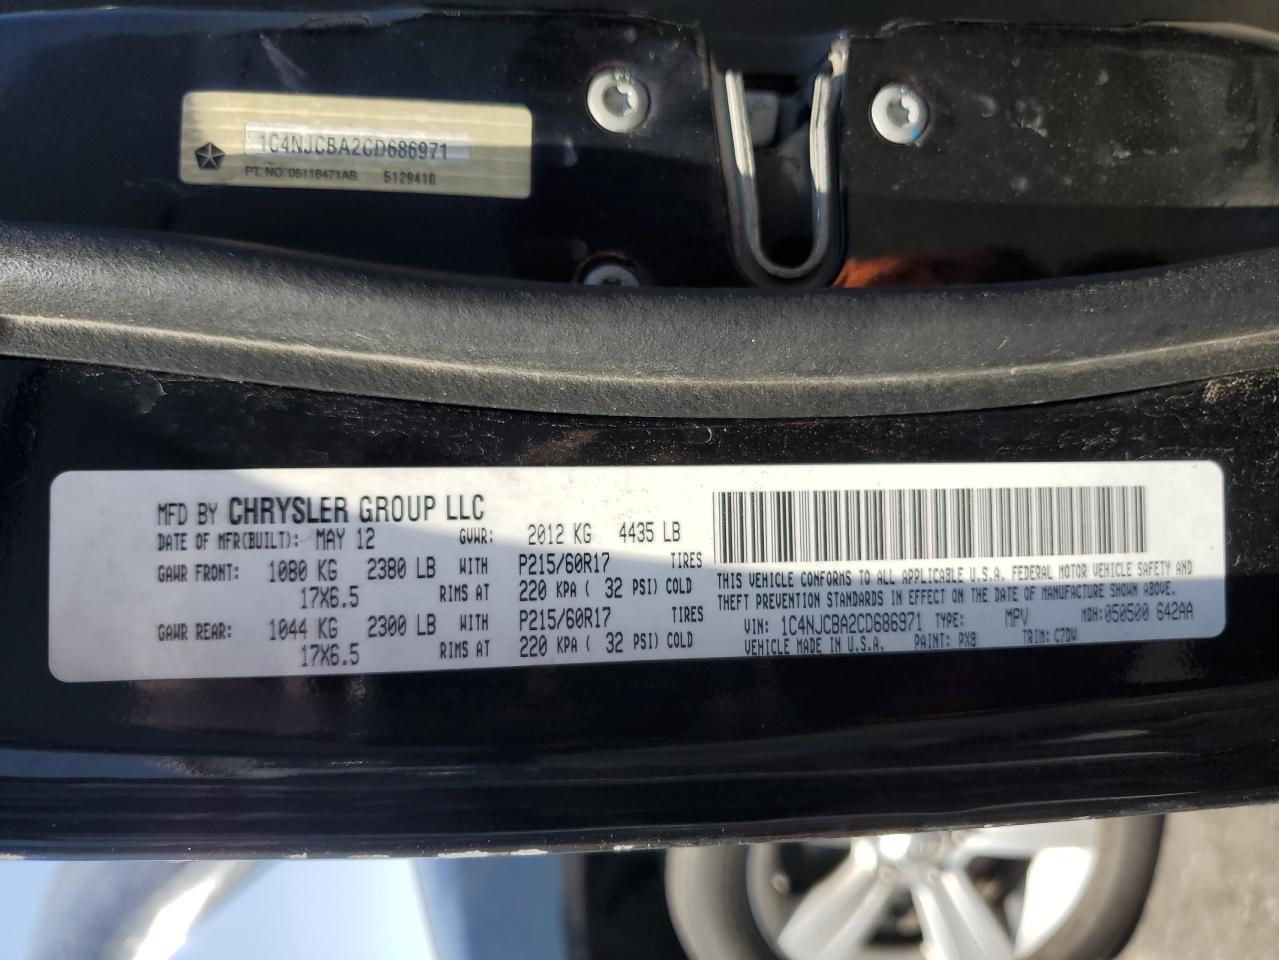 1C4NJCBA2CD686971
PT. NO. 05116471AB 5129410
MFD BY CHRYSLER GROUP LLC
DATE OF MFR(BUILT): MAY 12 GVWR: 2012 KG 4435 LB
GAWR FRONT: 1080 KG 2380 LB WITH P215/60R17 TIRES
17X6.5 RIMS AT 220 KPA ( 32 PSI) COLD
GAWR REAR: 1044 KG 2300 LB WITH P215/60R17 TIRES
17X6.5 RIMS AT 220 KPA ( 32 PSI) COLD
THIS VEHICLE CONFORMS TO ALL APPLICABLE U.S.A. FEDERAL MOTOR VEHICLE SAFETY AND
THEFT PREVENTION STANDARDS IN EFFECT ON THE DATE OF MANUFACTURE SHOWN ABOVE.
VIN: 1C4NJCBA2CD686971 TYPE: MPV MDH: 050500 642AA
VEHICLE MADE IN U.S.A. PAINT: PX8 TRIM: C7DV